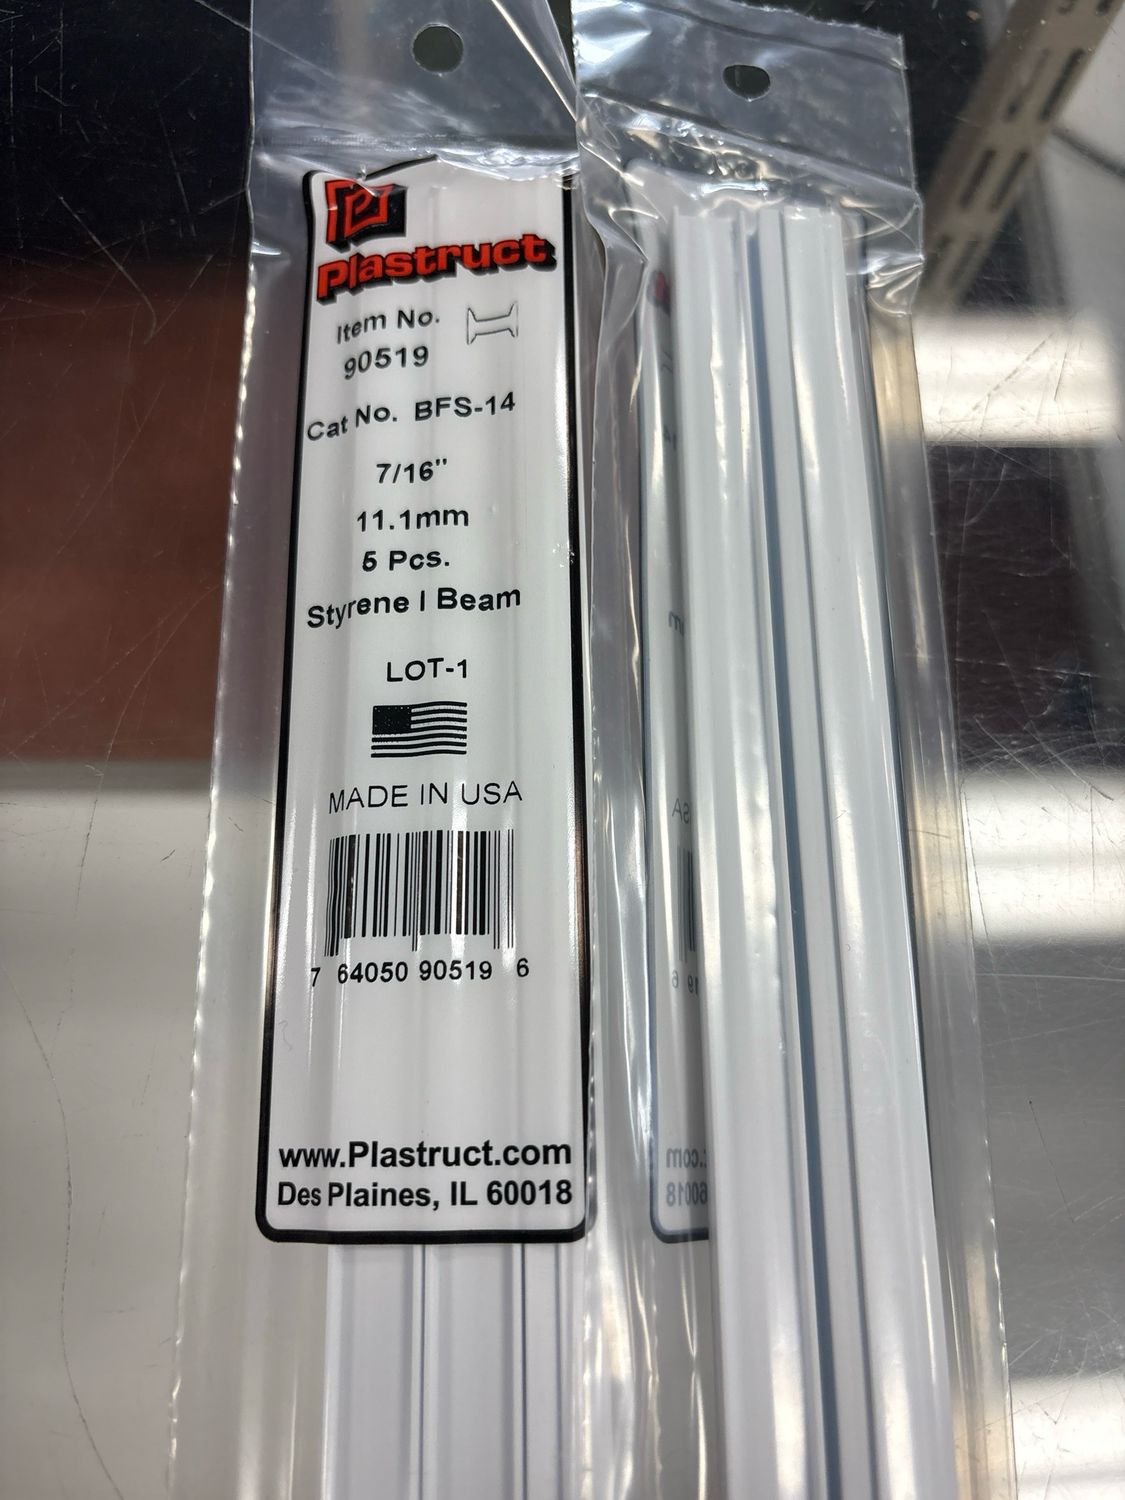 Plastruct
Item No.
90519
Cat No. BFS-14
7/16"
11.1mm
5 Pcs.
Styrene I Beam
LOT-1
MADE IN USA
7 64050 90519 6
www.Plastruct.com
Des Plaines, IL 60018